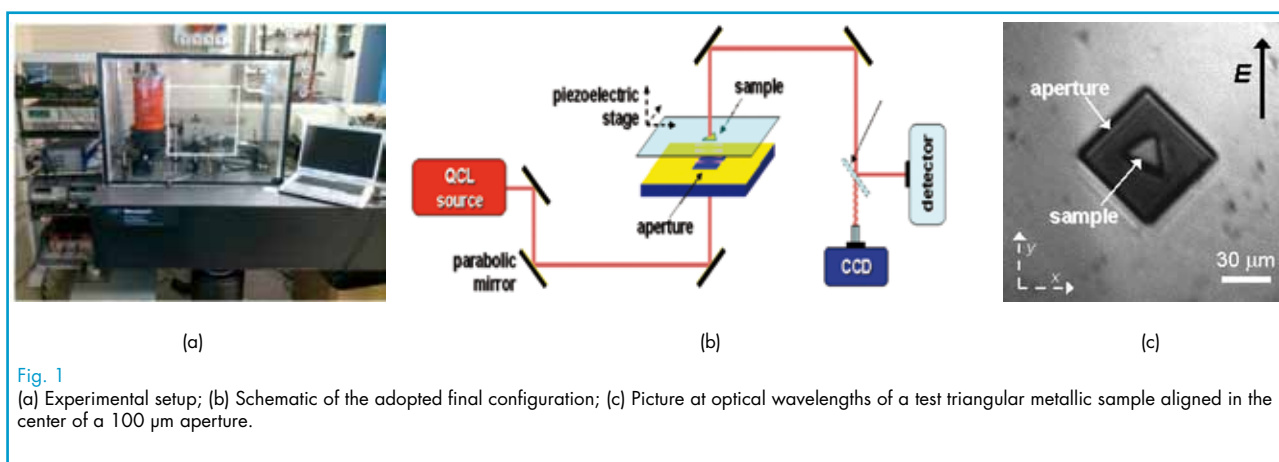 piezoelectric
stage
sample
QCL
source
aperture
parabolic
mirror
detector
CCD
E
aperture
sample
y
x
30 µm
(a)
(b)
(c)
Fig. 1
(a) Experimental setup; (b) Schematic of the adopted final configuration; (c) Picture at optical wavelengths of a test triangular metallic sample aligned in the
center of a 100 µm aperture.